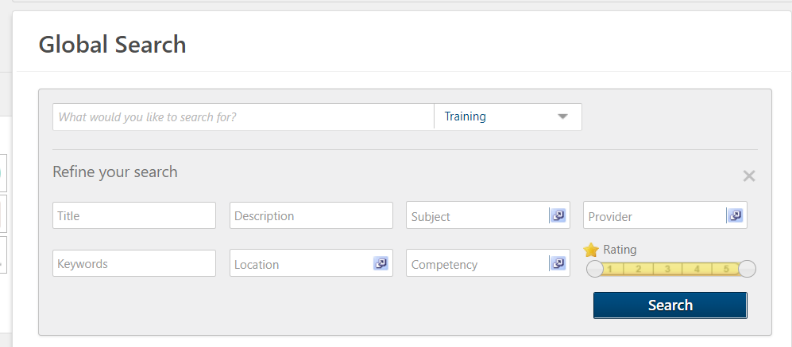 Global Search
What would you like to search for?
Training
Refine your search
Title
Description
Subject
Provider
Keywords
Location
Competency
Rating
1 2 3 4 5
Search